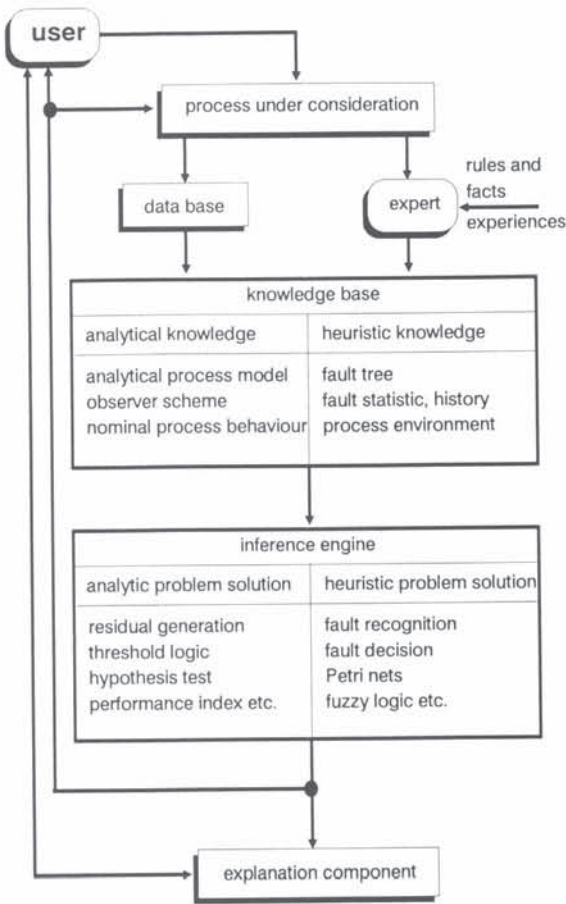 user
process under consideration
data base
expert
rules and
facts
experiences
knowledge base
analytical knowledge
heuristic knowledge
analytical process model
observer scheme
nominal process behaviour
fault tree
fault statistic, history
process environment
inference engine
analytic problem solution
heuristic problem solution
residual generation
threshold logic
hypothesis test
performance index etc.
fault recognition
fault decision
Petri nets
fuzzy logic etc.
explanation component